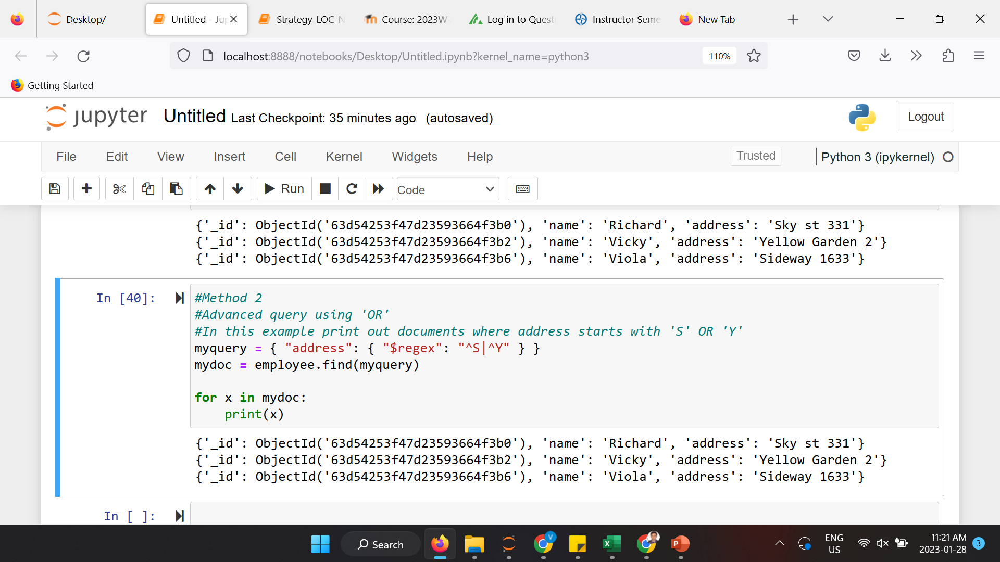 Desktop/
Untitled - Jup
Strategy_LOC_N
Course: 2023W
Log in to Quest
Instructor Seme
New Tab
localhost:8888/notebooks/Desktop/Untitled.ipynb?kernel_name=python3
110%
Getting Started
jupyter Untitled Last Checkpoint: 35 minutes ago (autosaved)
Logout
File Edit View Insert Cell Kernel Widgets Help
Trusted
Python 3 (ipykernel)
Run
Code
{'_id': ObjectId('63d54253f47d23593664f3b0'), 'name': 'Richard', 'address': 'Sky st 331'}
{'_id': ObjectId('63d54253f47d23593664f3b2'), 'name': 'Vicky', 'address': 'Yellow Garden 2'}
{'_id': ObjectId('63d54253f47d23593664f3b6'), 'name': 'Viola', 'address': 'Sideway 1633'}
In [40]:
#Method 2
#Advanced query using 'OR'
#In this example print out documents where address starts with 'S' OR 'Y'
myquery = { "address": { "$regex": "^S|^Y" } }
mydoc = employee.find(myquery)
for x in mydoc:
    print(x)
{'_id': ObjectId('63d54253f47d23593664f3b0'), 'name': 'Richard', 'address': 'Sky st 331'}
{'_id': ObjectId('63d54253f47d23593664f3b2'), 'name': 'Vicky', 'address': 'Yellow Garden 2'}
{'_id': ObjectId('63d54253f47d23593664f3b6'), 'name': 'Viola', 'address': 'Sideway 1633'}
In [ ]:
Search
V
X
P
ENG
US
11:21 AM
2023-01-28
3